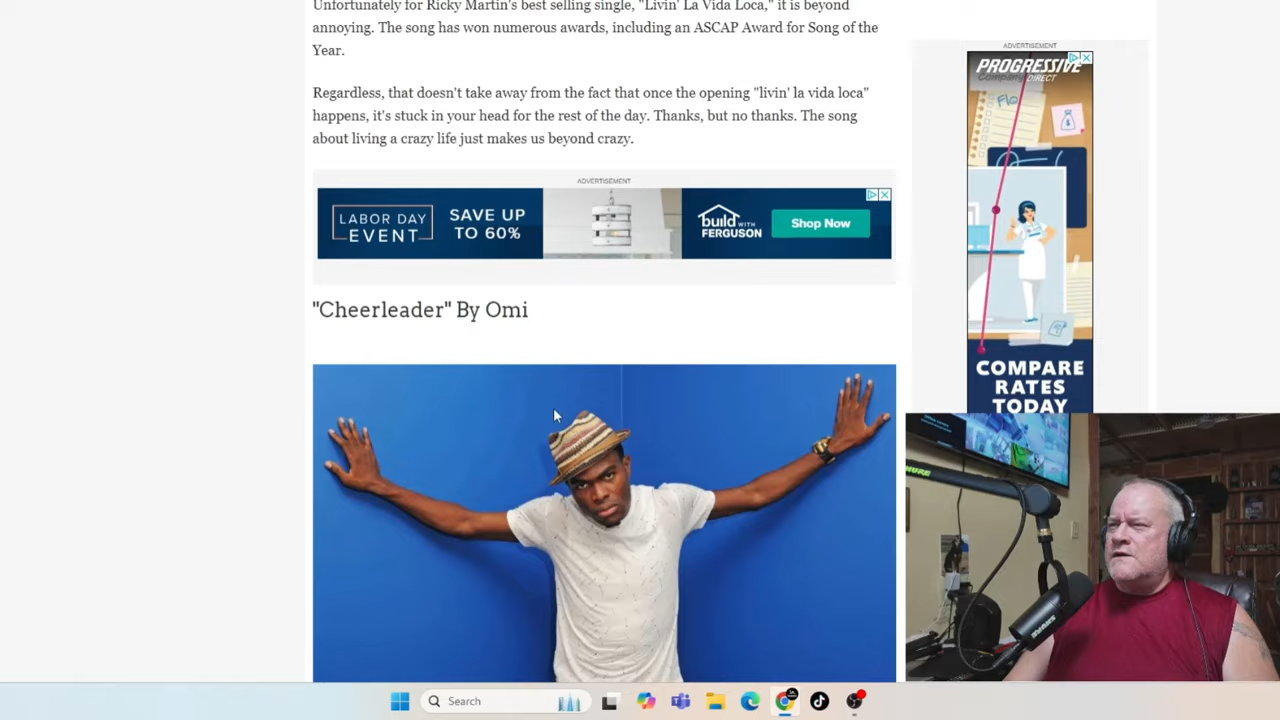 Unfortunately for Ricky Martin's best selling single, "Livin' La Vida Loca," it is beyond
annoying. The song has won numerous awards, including an ASCAP Award for Song of the
Year.
Regardless, that doesn't take away from the fact that once the opening "livin' la vida loca"
happens, it's stuck in your head for the rest of the day. Thanks, but no thanks. The song
about living a crazy life just makes us beyond crazy.
ADVERTISEMENT
LABOR DAY
EVENT
SAVE UP
TO 60%
build WITH
FERGUSON
Shop Now
"Cheerleader" By Omi
ADVERTISEMENT
PROGRESSIVE
DIRECT
Flo
COMPARE
RATES
TODAY
SHURE
SHURE
Search